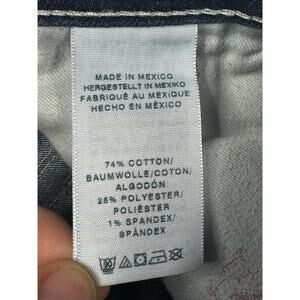 MADE IN MEXICO
HERGESTELLT IN MEXIKO
FABRIQUÉ AU MEXIQUE
HECHO EN MÉXICO
74% COTTON/
BAUMWOLLE/COTON/
ALGODÓN
25% POLYESTER/
POLIÉSTER
1% SPANDEX/
SPÁNDEX